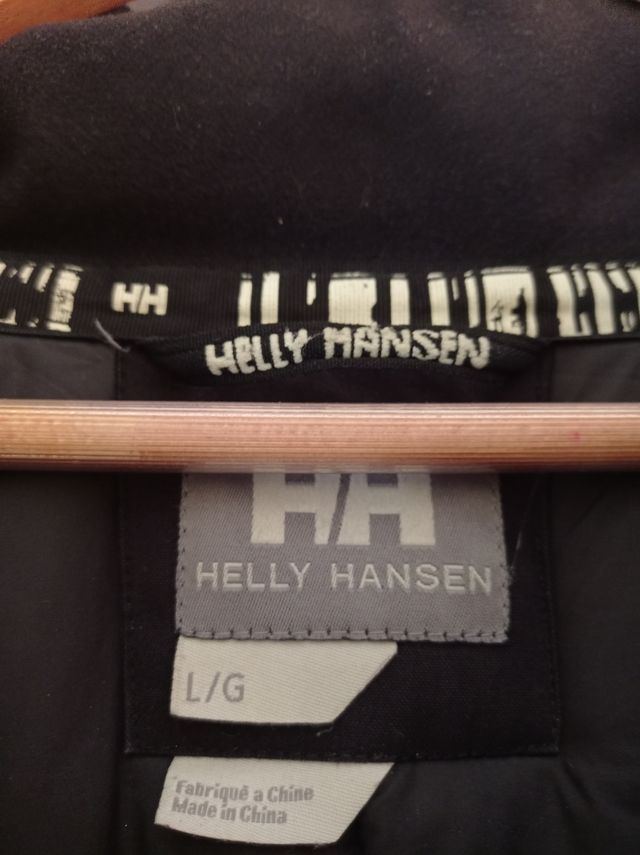 HH
HELLY HANSEN
HH
HELLY HANSEN
L/G
Fabriqué a Chine
Made in China